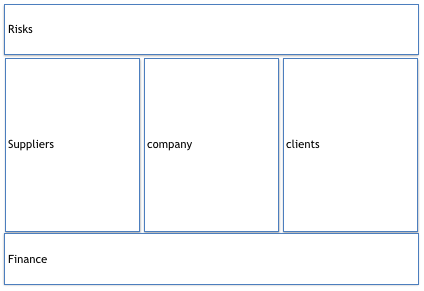 Risks
Suppliers
company
clients
Finance